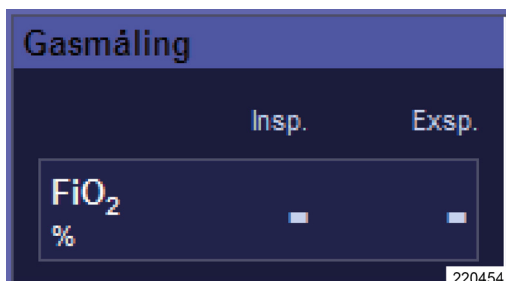 Gasmåling
Insp. Exsp.
FiO₂ - -
%
220454